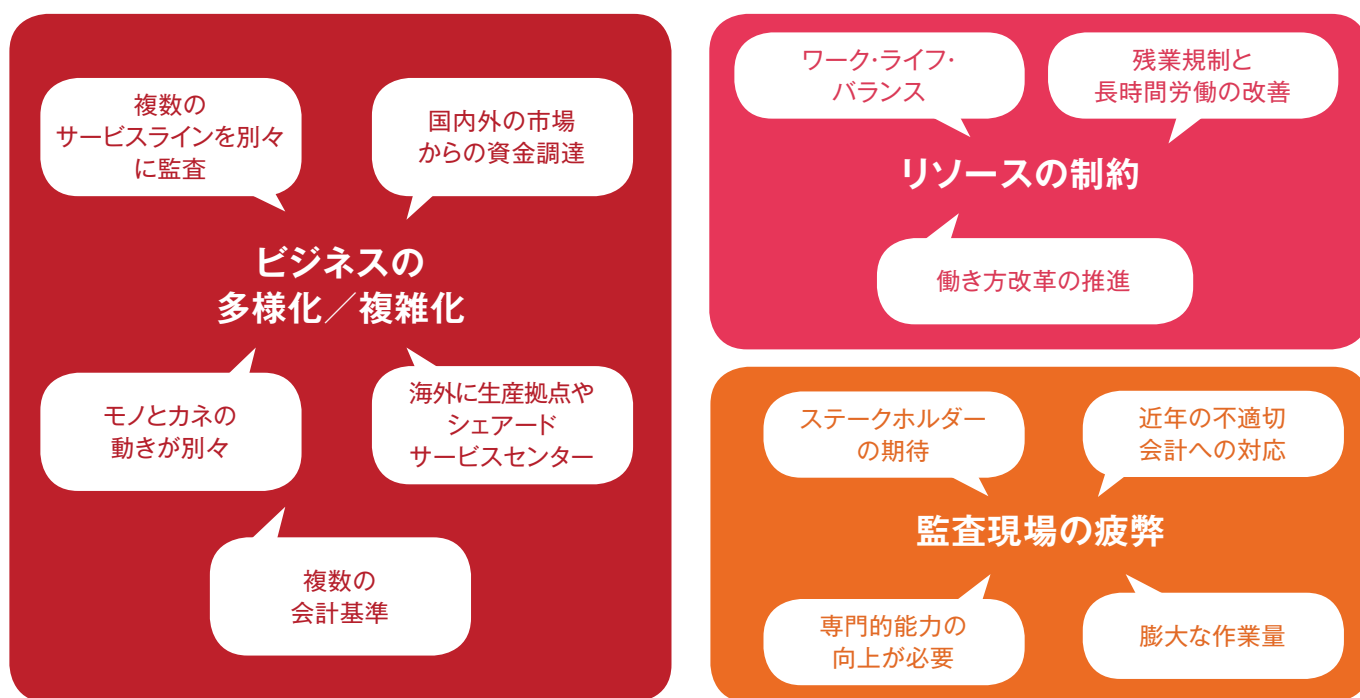 複数の
サービスラインを別々
に監査
国内外の市場
からの資金調達
ビジネスの
多様化／複雑化
モノとカネの
動きが別々
海外に生産拠点や
シェアード
サービスセンター
複数の
会計基準
ワーク・ライフ・
バランス
残業規制と
長時間労働の改善
リソースの制約
働き方改革の推進
ステークホルダー
の期待
近年の不適切
会計への対応
監査現場の疲弊
専門的能力の
向上が必要
膨大な作業量